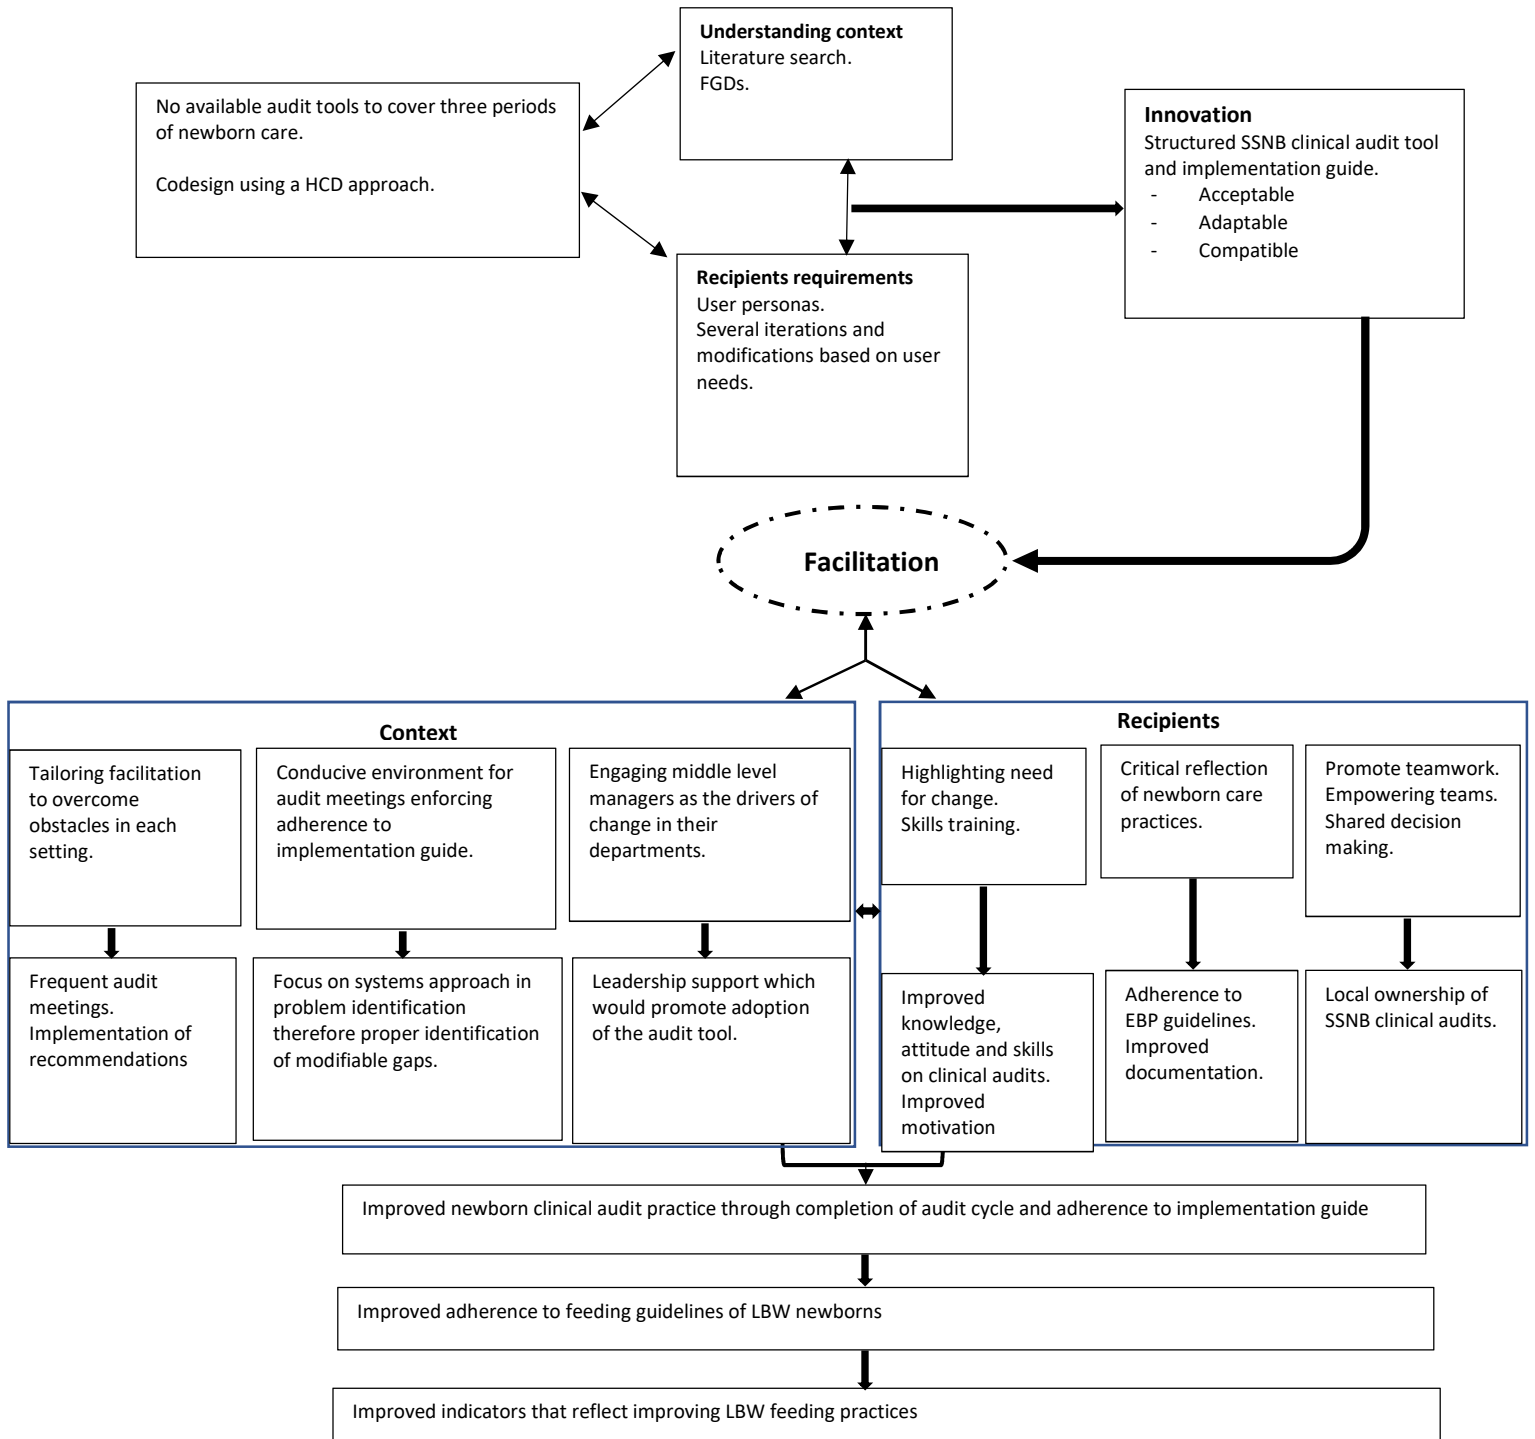 Understanding context
Literature search.
FGDs.
No available audit tools to cover three periods
of newborn care.
Codesign using a HCD approach.
Innovation
Structured SSNB clinical audit tool
and implementation guide.
- Acceptable
- Adaptable
- Compatible
Recipients requirements
User personas.
Several iterations and
modifications based on user
needs.
Facilitation
Context
Tailoring facilitation
to overcome
obstacles in each
setting.
Conducive environment for
audit meetings enforcing
adherence to
implementation guide.
Engaging middle level
managers as the drivers of
change in their
departments.
Frequent audit
meetings.
Implementation of
recommendations
Focus on systems approach in
problem identification
therefore proper identification
of modifiable gaps.
Leadership support which
would promote adoption
of the audit tool.
Recipients
Highlighting need
for change.
Skills training.
Critical reflection
of newborn care
practices.
Promote teamwork.
Empowering teams.
Shared decision
making.
Improved
knowledge,
attitude and skills
on clinical audits.
Improved
motivation
Adherence to
EBP guidelines.
Improved
documentation.
Local ownership of
SSNB clinical audits.
Improved newborn clinical audit practice through completion of audit cycle and adherence to implementation guide
Improved adherence to feeding guidelines of LBW newborns
Improved indicators that reflect improving LBW feeding practices